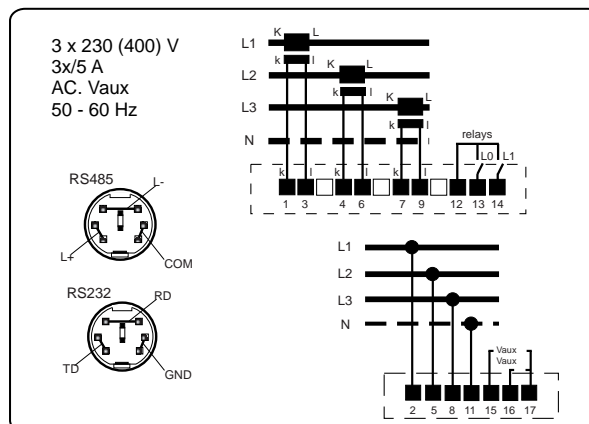 3 x 230 (400) V
3x/5 A
AC. Vaux
50 - 60 Hz
K L
L1
k l
K L
L2
k l
K L
L3
k l
N
relays
L0 L1
k l k l k l
1 3 4 6 7 9 12 13 14
RS485
L-
L+
COM
RS232
RD
TD
GND
L1
L2
L3
N
Vaux
Vaux
2 5 8 11 15 16 17